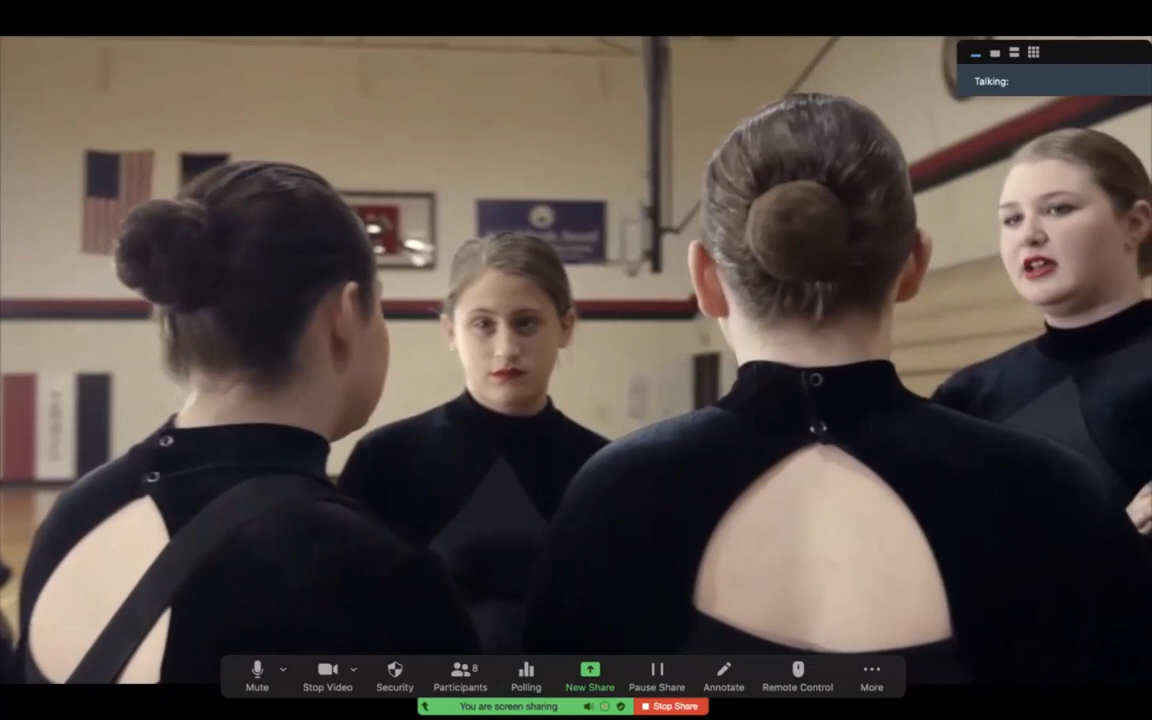 Talking:
8
Mute
Stop Video
Security
Participants
Polling
New Share
Pause Share
Annotate
Remote Control
More
You are screen sharing
Stop Share